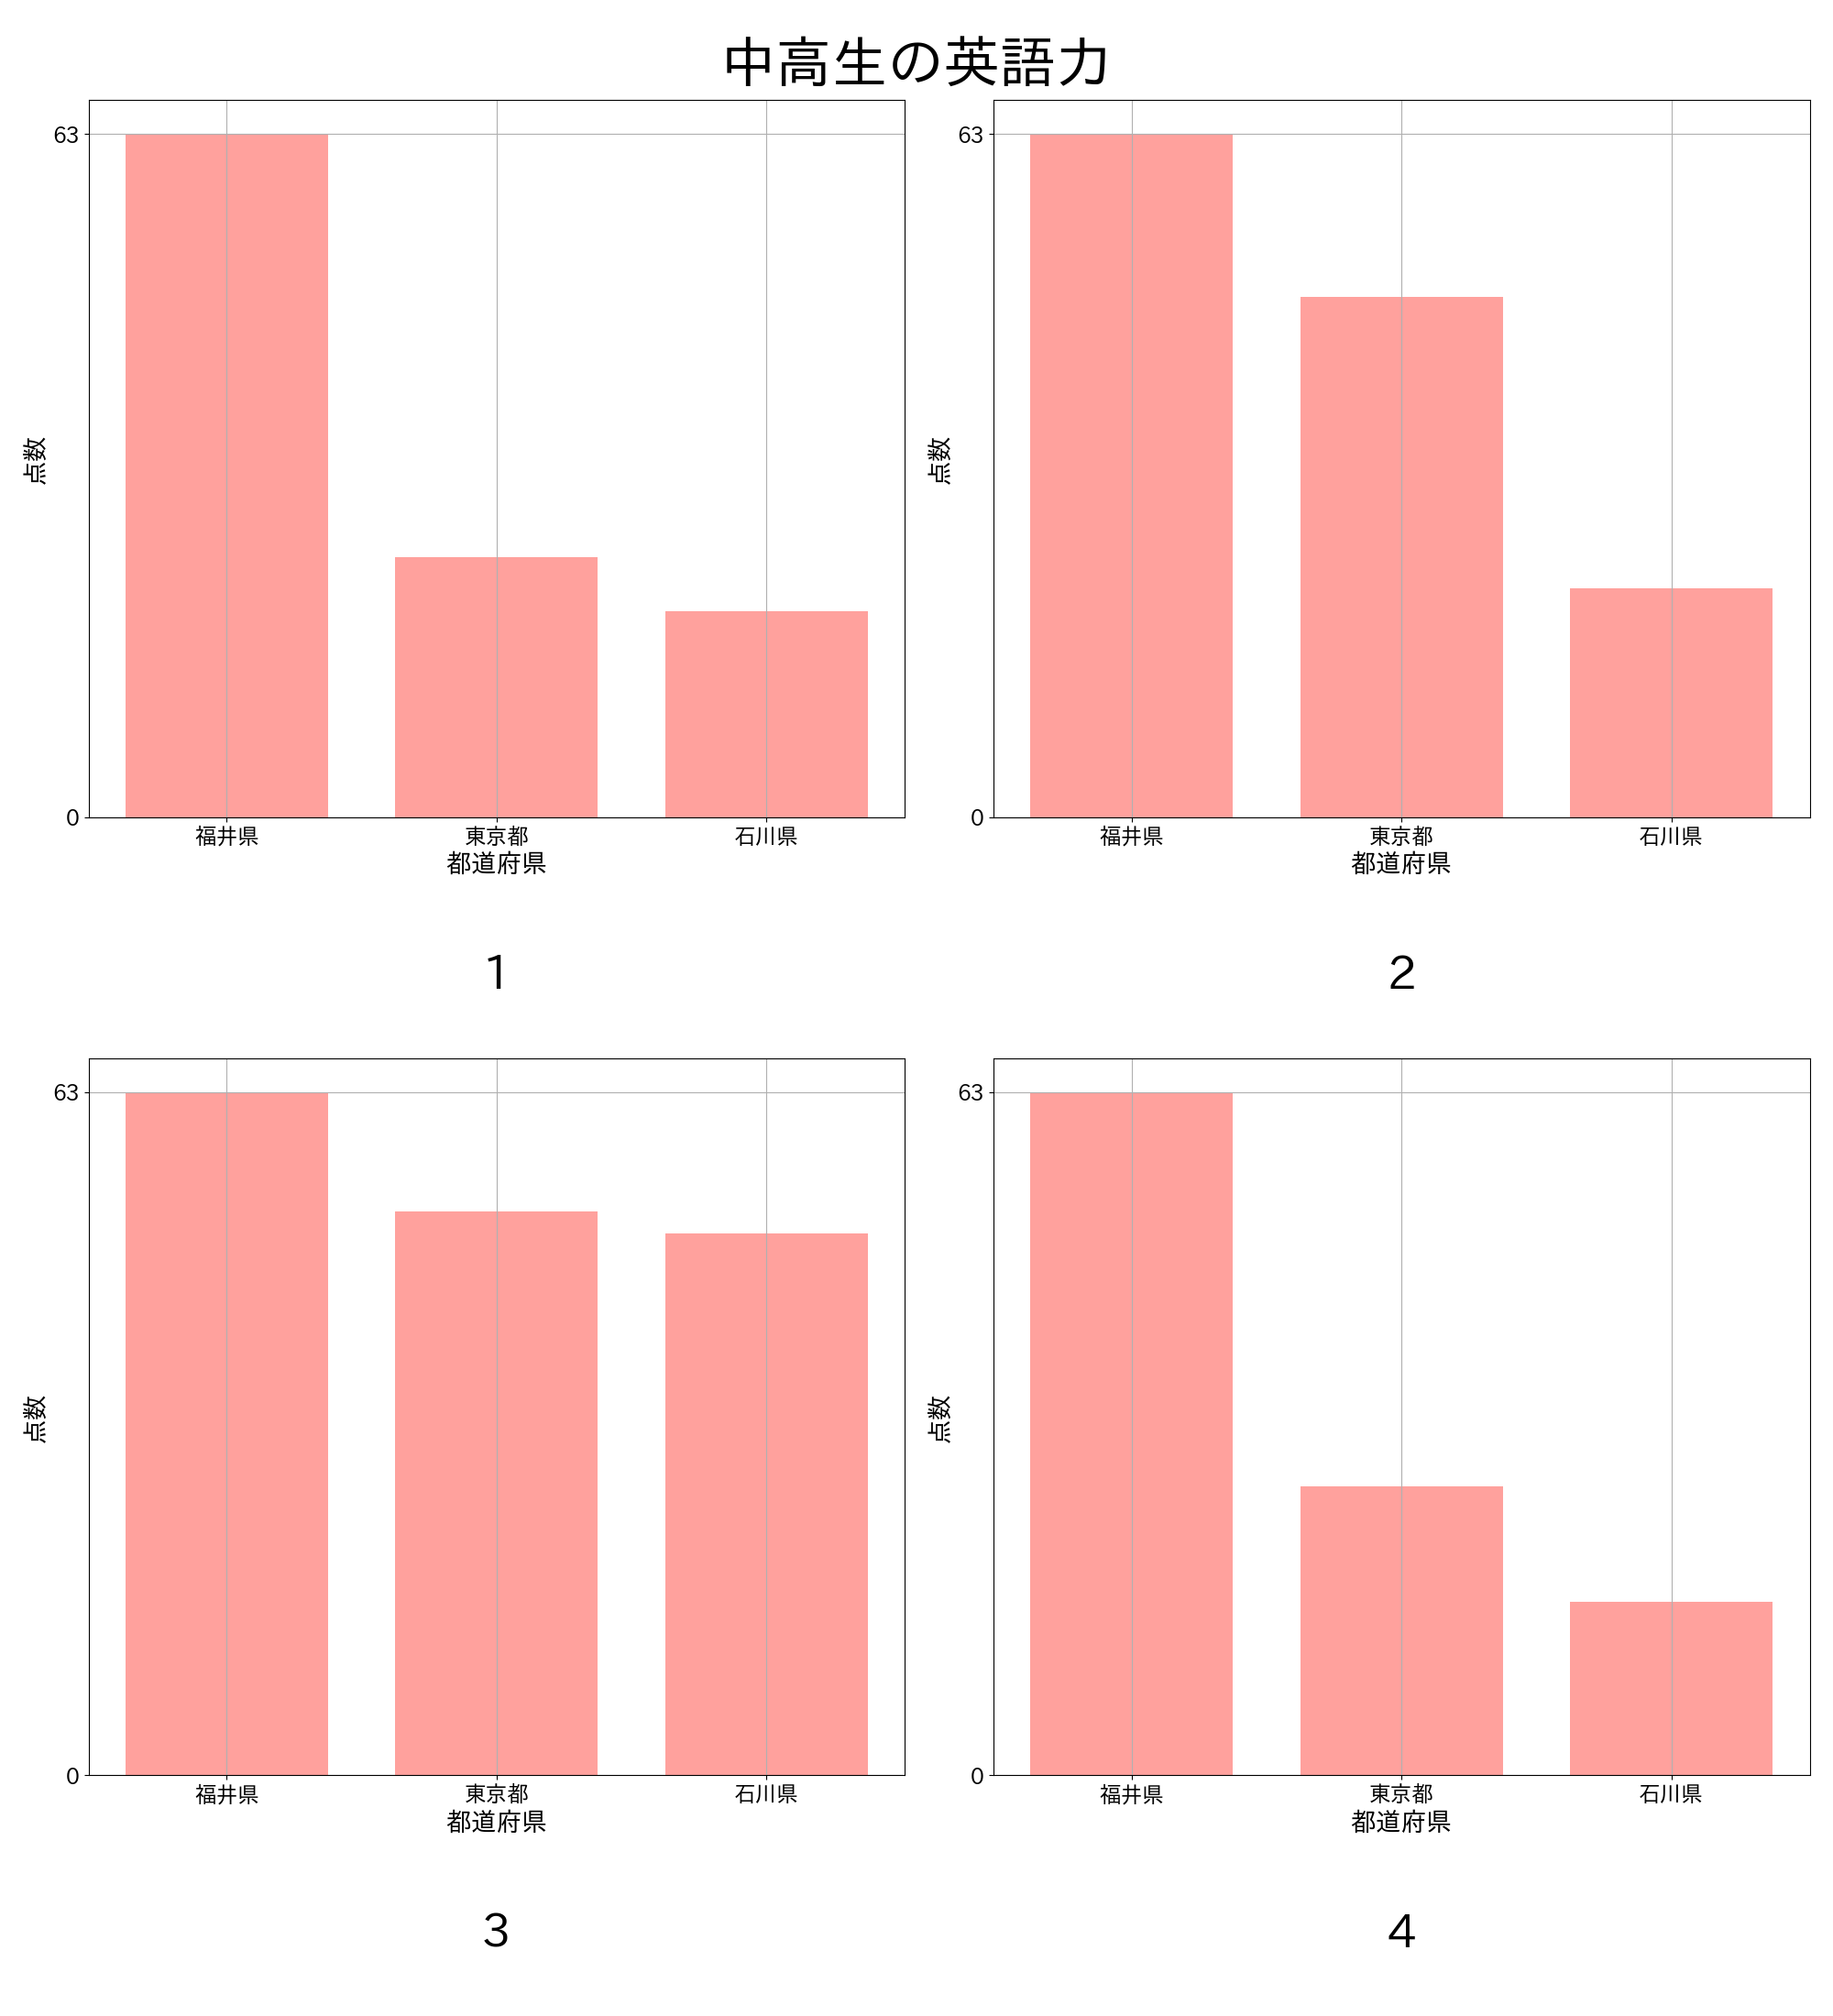 中高生の英語力
63
点数
0
福井県 東京都 石川県
都道府県
1
63
点数
0
福井県 東京都 石川県
都道府県
2
63
点数
0
福井県 東京都 石川県
都道府県
3
63
点数
0
福井県 東京都 石川県
都道府県
4